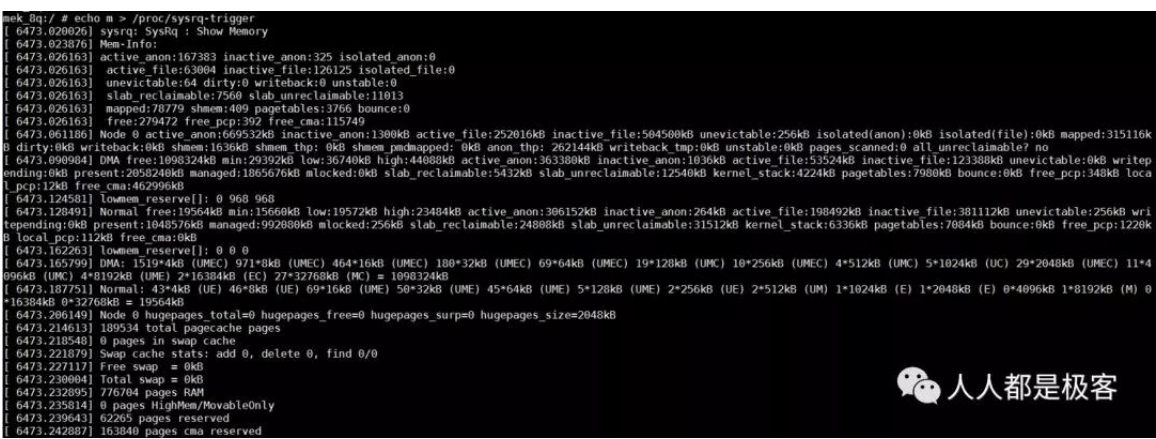 mek_8q:/ # echo m > /proc/sysrq-trigger
[ 6473.020026] sysrq: SysRq : Show Memory
[ 6473.023876] Mem-Info:
[ 6473.026163] active_anon:167383 inactive_anon:325 isolated_anon:0
[ 6473.026163]  active_file:63004 inactive_file:126125 isolated_file:0
[ 6473.026163]  unevictable:64 dirty:0 writeback:0 unstable:0
[ 6473.026163]  slab_reclaimable:7560 slab_unreclaimable:11013
[ 6473.026163]  mapped:78779 shmem:409 pagetables:3766 bounce:0
[ 6473.026163]  free:279472 free_pcp:392 free_cma:115749
[ 6473.061186] Node 0 active_anon:669532kB inactive_anon:1300kB active_file:252016kB inactive_file:504500kB unevictable:256kB isolated(anon):0kB isolated(file):0kB mapped:315116k
B dirty:0kB writeback:0kB shmem:1636kB shmem_thp: 0kB shmem_pmdmapped: 0kB anon_thp: 262144kB writeback_tmp:0kB unstable:0kB pages_scanned:0 all_unreclaimable? no
[ 6473.090984] DMA free:1098324kB min:29392kB low:36740kB high:44088kB active_anon:363380kB inactive_anon:1036kB active_file:53524kB inactive_file:123388kB unevictable:0kB writep
ending:0kB present:2058240kB managed:1865676kB mlocked:0kB slab_reclaimable:5432kB slab_unreclaimable:12540kB kernel_stack:4224kB pagetables:7980kB bounce:0kB free_pcp:348kB loca
l_pcp:12kB free_cma:462996kB
[ 6473.124581] lowmem_reserve[]: 0 968 968
[ 6473.128491] Normal free:19564kB min:15660kB low:19572kB high:23484kB active_anon:306152kB inactive_anon:264kB active_file:198492kB inactive_file:381112kB unevictable:256kB wri
tepending:0kB present:1048576kB managed:992080kB mlocked:256kB slab_reclaimable:24808kB slab_unreclaimable:31512kB kernel_stack:6336kB pagetables:7084kB bounce:0kB free_pcp:1220k
B local_pcp:112kB free_cma:0kB
[ 6473.162263] lowmem_reserve[]: 0 0 0
[ 6473.165799] DMA: 1519*4kB (UMEC) 971*8kB (UMEC) 464*16kB (UMEC) 180*32kB (UMEC) 69*64kB (UMEC) 19*128kB (UMC) 10*256kB (UMEC) 4*512kB (UMC) 5*1024kB (UC) 29*2048kB (UMEC) 11*4
096kB (UMC) 4*8192kB (UME) 2*16384kB (EC) 27*32768kB (MC) = 1098324kB
[ 6473.187751] Normal: 43*4kB (UE) 46*8kB (UE) 69*16kB (UME) 50*32kB (UME) 45*64kB (UME) 5*128kB (UME) 2*256kB (UE) 2*512kB (UM) 1*1024kB (E) 1*2048kB (E) 0*4096kB 1*8192kB (M) 0
*16384kB 0*32768kB = 19564kB
[ 6473.206149] Node 0 hugepages_total=0 hugepages_free=0 hugepages_surp=0 hugepages_size=2048kB
[ 6473.214613] 189534 total pagecache pages
[ 6473.218548] 0 pages in swap cache
[ 6473.221879] Swap cache stats: add 0, delete 0, find 0/0
[ 6473.227117] Free swap  = 0kB
[ 6473.230004] Total swap = 0kB
[ 6473.232895] 776704 pages RAM
[ 6473.235814] 0 pages HighMem/MovableOnly
[ 6473.239643] 62265 pages reserved
[ 6473.242887] 163840 pages cma reserved
人人都是极客